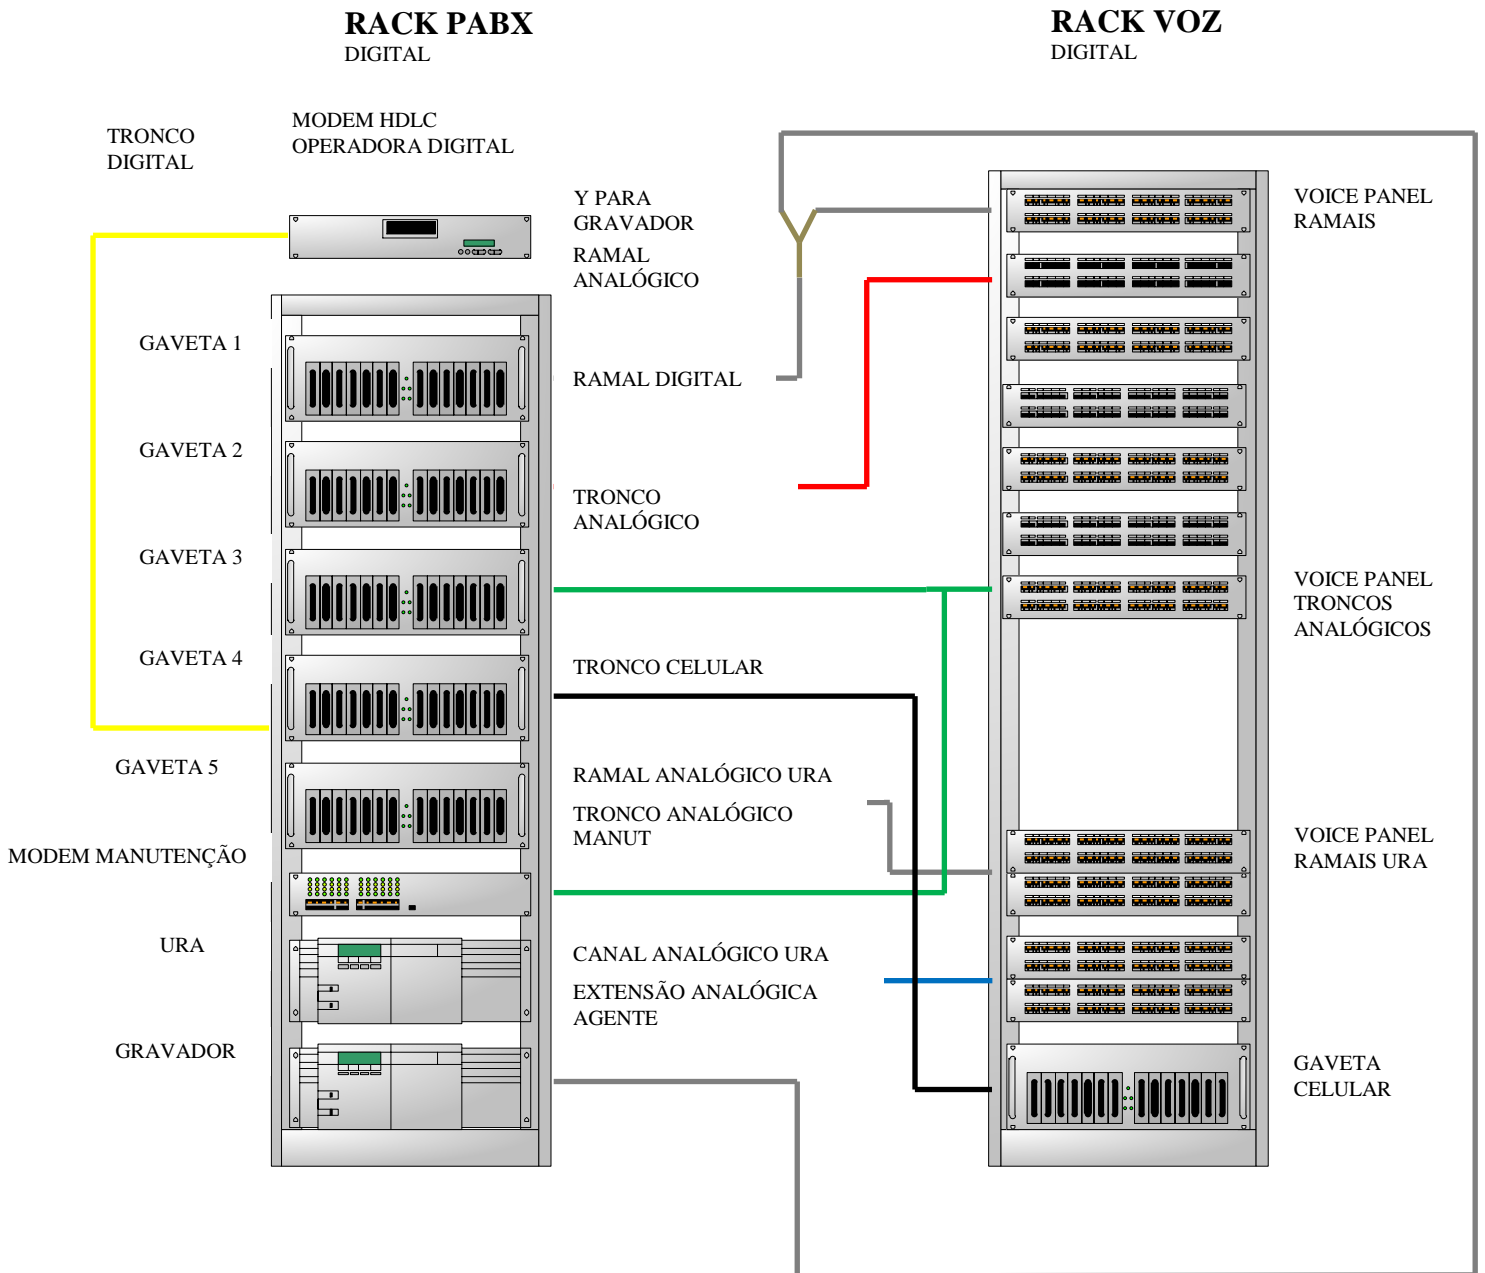 RACK PABX
DIGITAL
RACK VOZ
DIGITAL
TRONCO
DIGITAL
MODEM HDLC
OPERADORA DIGITAL
Y PARA
GRAVADOR
RAMAL
ANALÓGICO
VOICE PANEL
RAMAIS
GAVETA 1
RAMAL DIGITAL
GAVETA 2
TRONCO
ANALÓGICO
GAVETA 3
VOICE PANEL
TRONCOS
ANALÓGICOS
GAVETA 4
TRONCO CELULAR
GAVETA 5
RAMAL ANALÓGICO URA
TRONCO ANALÓGICO
MANUT
MODEM MANUTENÇÃO
VOICE PANEL
RAMAIS URA
URA
CANAL ANALÓGICO URA
EXTENSÃO ANALÓGICA
AGENTE
GRAVADOR
GAVETA
CELULAR